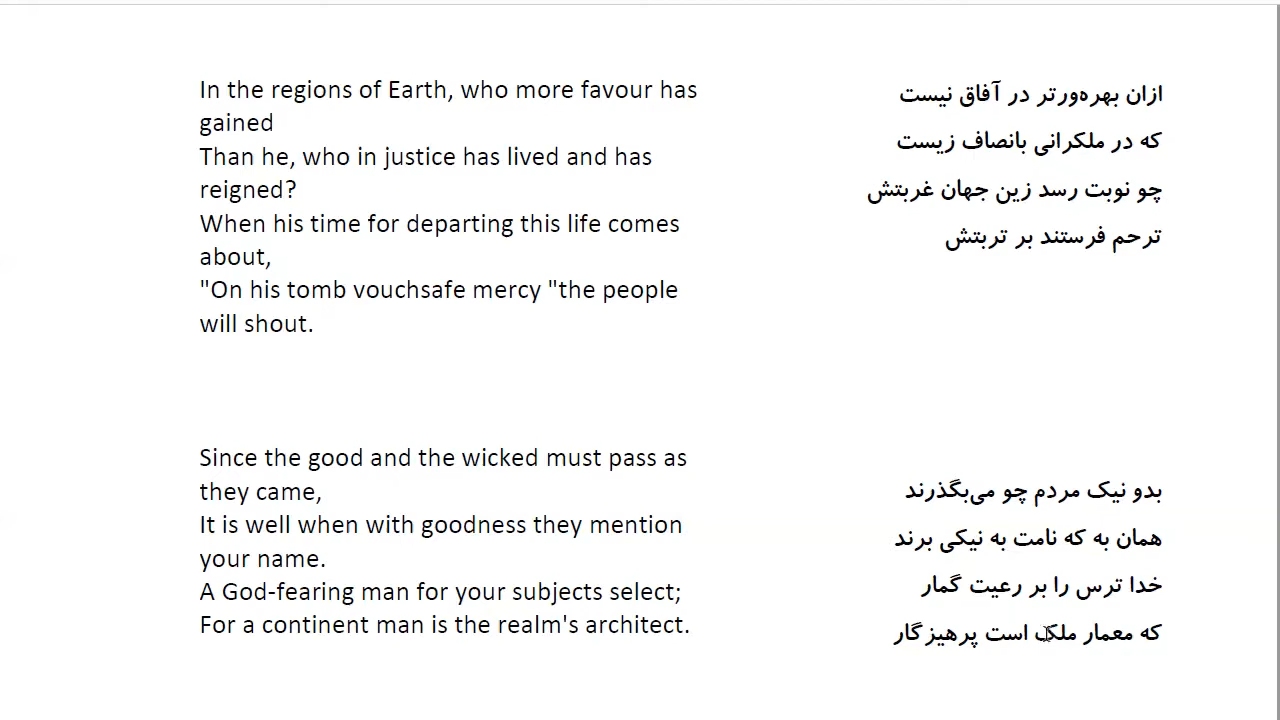 In the regions of Earth, who more favour has
gained
Than he, who in justice has lived and has
reigned?
When his time for departing this life comes
about,
"On his tomb vouchsafe mercy "the people
will shout.
ازان بهره‌ورتر در آفاق نیست
که در ملکرانی بانصاف زیست
چو نوبت رسد زین جهان غربتش
ترحم فرستند بر تربتش
Since the good and the wicked must pass as
they came,
It is well when with goodness they mention
your name.
A God-fearing man for your subjects select;
For a continent man is the realm's architect.
بدو نیک مردم چو می‌بگذرند
همان به که نامت به نیکی برند
خدا ترس را بر رعیت گمار
که معمار ملک است پرهیزگار